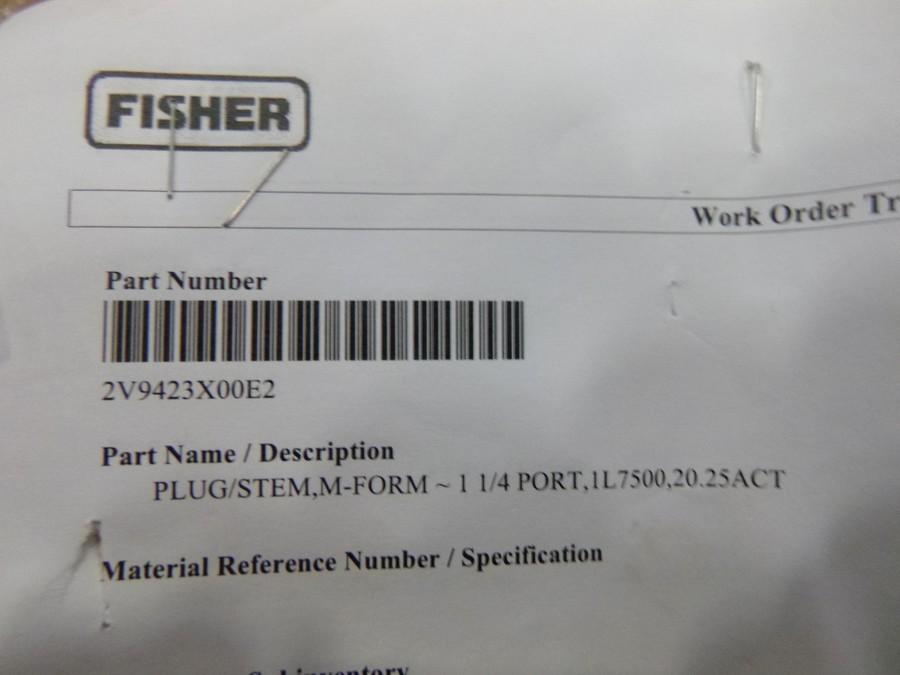 FISHER
Work Order Tr
Part Number
2V9423X00E2
Part Name / Description
PLUG/STEM,M-FORM ~ 1 1/4 PORT,1L7500,20.25ACT
Material Reference Number / Specification